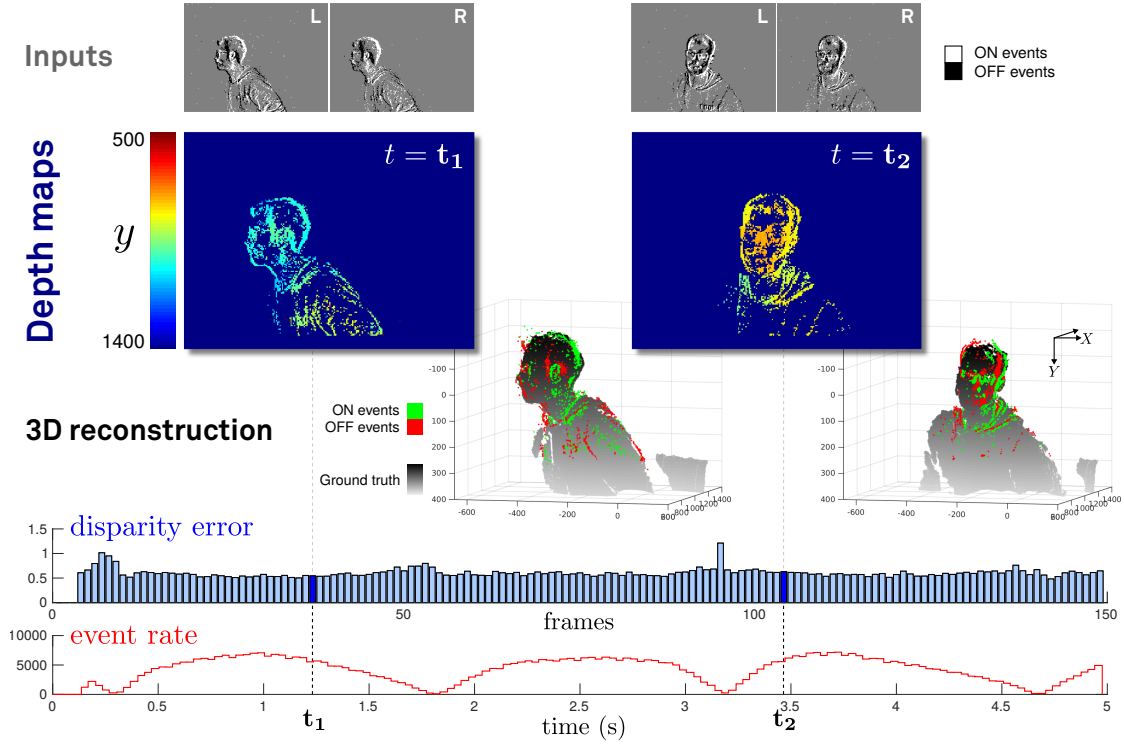 L
R
L
R
Inputs
ON events
OFF events
Depth maps
500
y
1400
t = t1
t = t2
-100
0
100
200
300
400
-600
-400
-200
0
800
1000
1200
1400
ON events
OFF events
3D reconstruction
Ground truth
X
Y
-100
0
100
200
300
400
-600
-400
-200
0
800
1000
1200
1400
disparity error
1.5
1
0.5
0
0
50
100
150
frames
event rate
10000
5000
0
0
0.5
1
1.5
2
2.5
3
3.5
4
4.5
5
t1
t2
time (s)